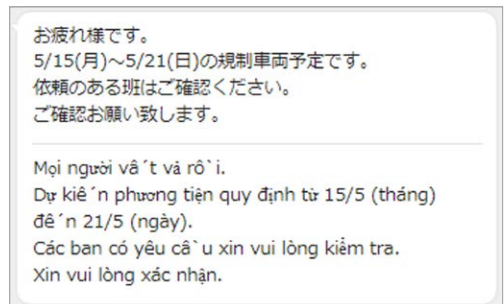 お疲れ様です。
5/15(月)~5/21(日)の規制車両予定です。
依頼のある班はご確認ください。
ご確認お願い致します。
Mọi người vâ´t vả rô`i.
Dự kiê´n phương tiện quy định từ 15/5 (tháng)
đê´n 21/5 (ngày).
Các ban có yêu câ`u xin vui lòng kiểm tra.
Xin vui lòng xác nhận.